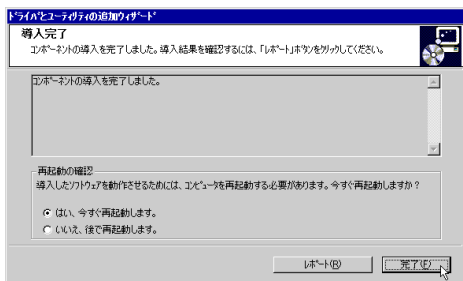 ﾄﾞﾗｲﾊﾞとﾕｰﾃｨﾘﾃｨの追加ｳｨｻﾞｰﾄﾞ
導入完了
ｺﾝﾎﾟｰﾈﾝﾄの導入を完了しました。導入結果を確認するには、「ﾚﾎﾟｰﾄ」ﾎﾞﾀﾝをｸﾘｯｸしてください。
ｺﾝﾎﾟｰﾈﾝﾄの導入を完了しました。
再起動の確認
導入したｿﾌﾄｳｪｱを動作させるためには、ｺﾝﾋﾟｭｰﾀを再起動する必要があります。今すぐ再起動しますか？
はい、今すぐ再起動します。
いいえ、後で再起動します。
ﾚﾎﾟｰﾄ(R)
完了(F)